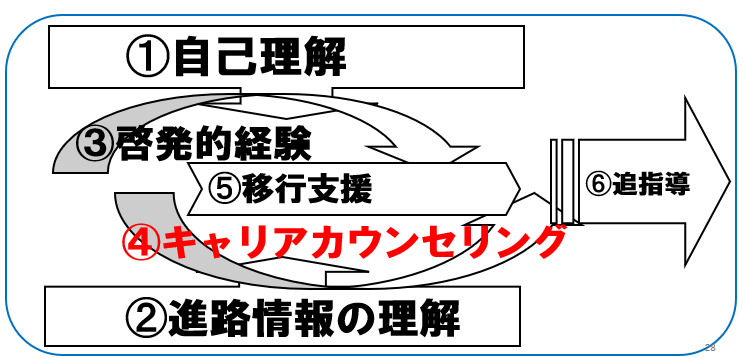 ①自己理解
③啓発的経験
⑤移行支援
⑥追指導
④キャリアカウンセリング
②進路情報の理解
28